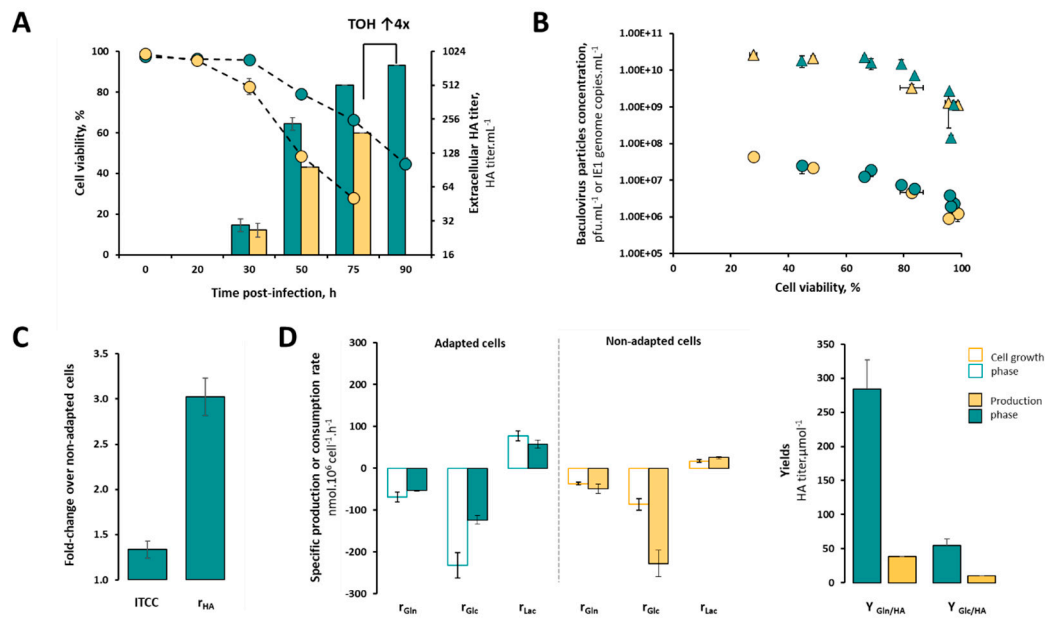 A
TOH ↑4x
100
80
60
40
20
0
Cell viability, %
1024
512
256
128
64
32
16
Extracellular HA titer,
HA titer.mL⁻¹
0 20 30 50 75 90
Time post-infection, h
B
1.00E+11
1.00E+10
1.00E+09
1.00E+08
1.00E+07
1.00E+06
1.00E+05
Baculovirus particles concentration,
pfu.mL⁻¹ or IE1 genome copies.mL⁻¹
0 20 40 60 80 100
Cell viability, %
C
3.5
3.0
2.5
2.0
1.5
1.0
Fold-change over non-adapted cells
ITCC rHA
D
Adapted cells Non-adapted cells
300
200
100
0
-100
-200
-300
Specific production or consumption rate
nmol.10⁶ cell⁻¹.h⁻¹
rGln rGlc rLac rGln rGlc rLac
350
300
250
200
150
100
50
0
Yields
HA titer.µmol⁻¹
Y Gln/HA Y Glc/HA
Cell growth
phase
Production
phase